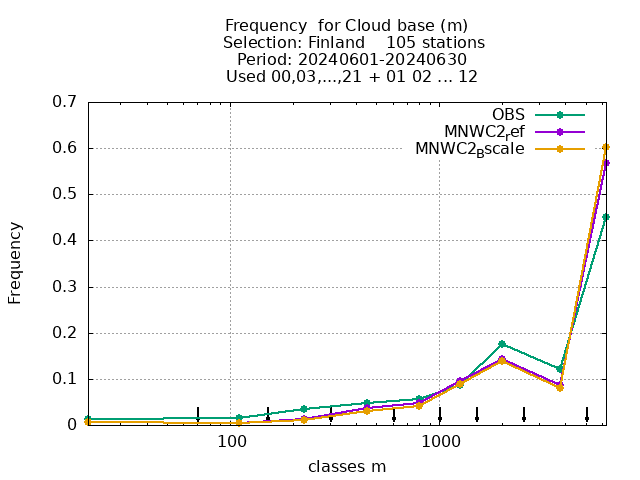 Frequency  for Cloud base (m)
Selection: Finland    105 stations
Period: 20240601-20240630
Used 00,03,...,21 + 01 02 ... 12
0.7
0.6
0.5
0.4
0.3
0.2
0.1
0
Frequency
OBS
MNWC2ref
MNWC2Bscale
100
1000
classes m